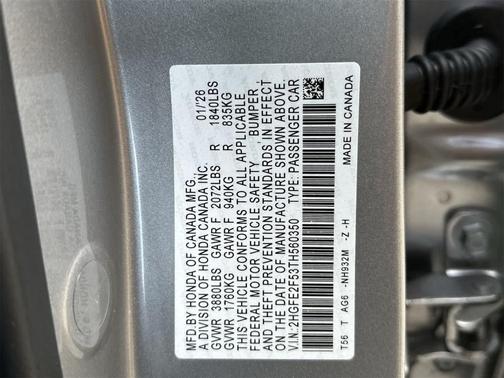 MFD.BY HONDA OF CANADA MFG., 01/'26
A DIVISION OF HONDA CANADA INC.
GVWR 3880LBS GAWR F 2072LBS R 1840LBS
GVWR 1760KG GAWR F 940KG R 835KG
THIS VEHICLE CONFORMS TO ALL APPLICABLE
FEDERAL MOTOR VEHICLE SAFETY , BUMPER ,
AND THEFT PREVENTION STANDARDS IN EFFECT
ON THE DATE OF MANUFACTURE SHOWN ABOVE.
V.I.N:2HGFE2F53TH560350 TYPE: PASSENGER CAR
T56 T AG6 -NH932M -Z -H MADE IN CANADA